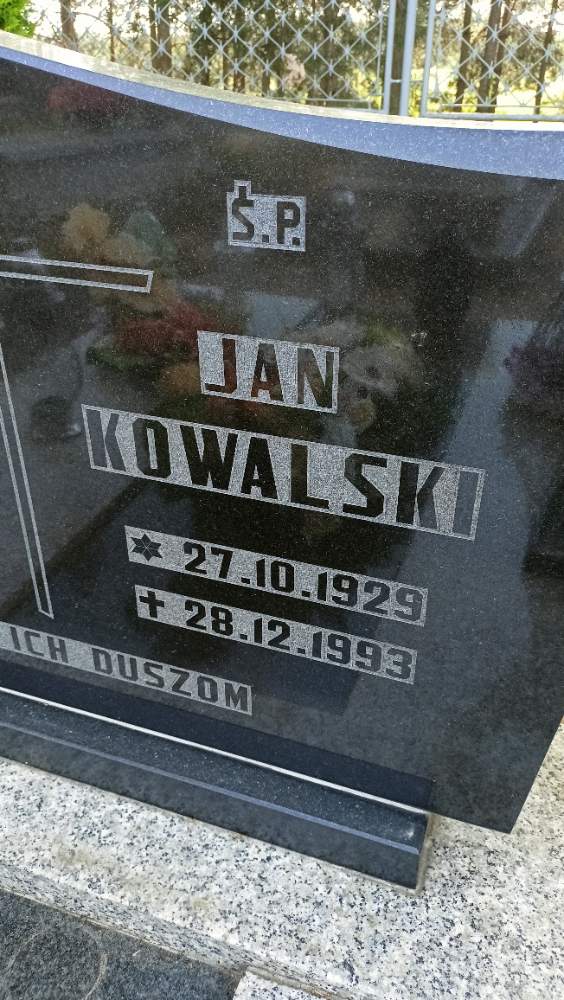 Ś.P.
JAN
KOWALSKI
27.10.1929
28.12.1993
ICH DUSZOM